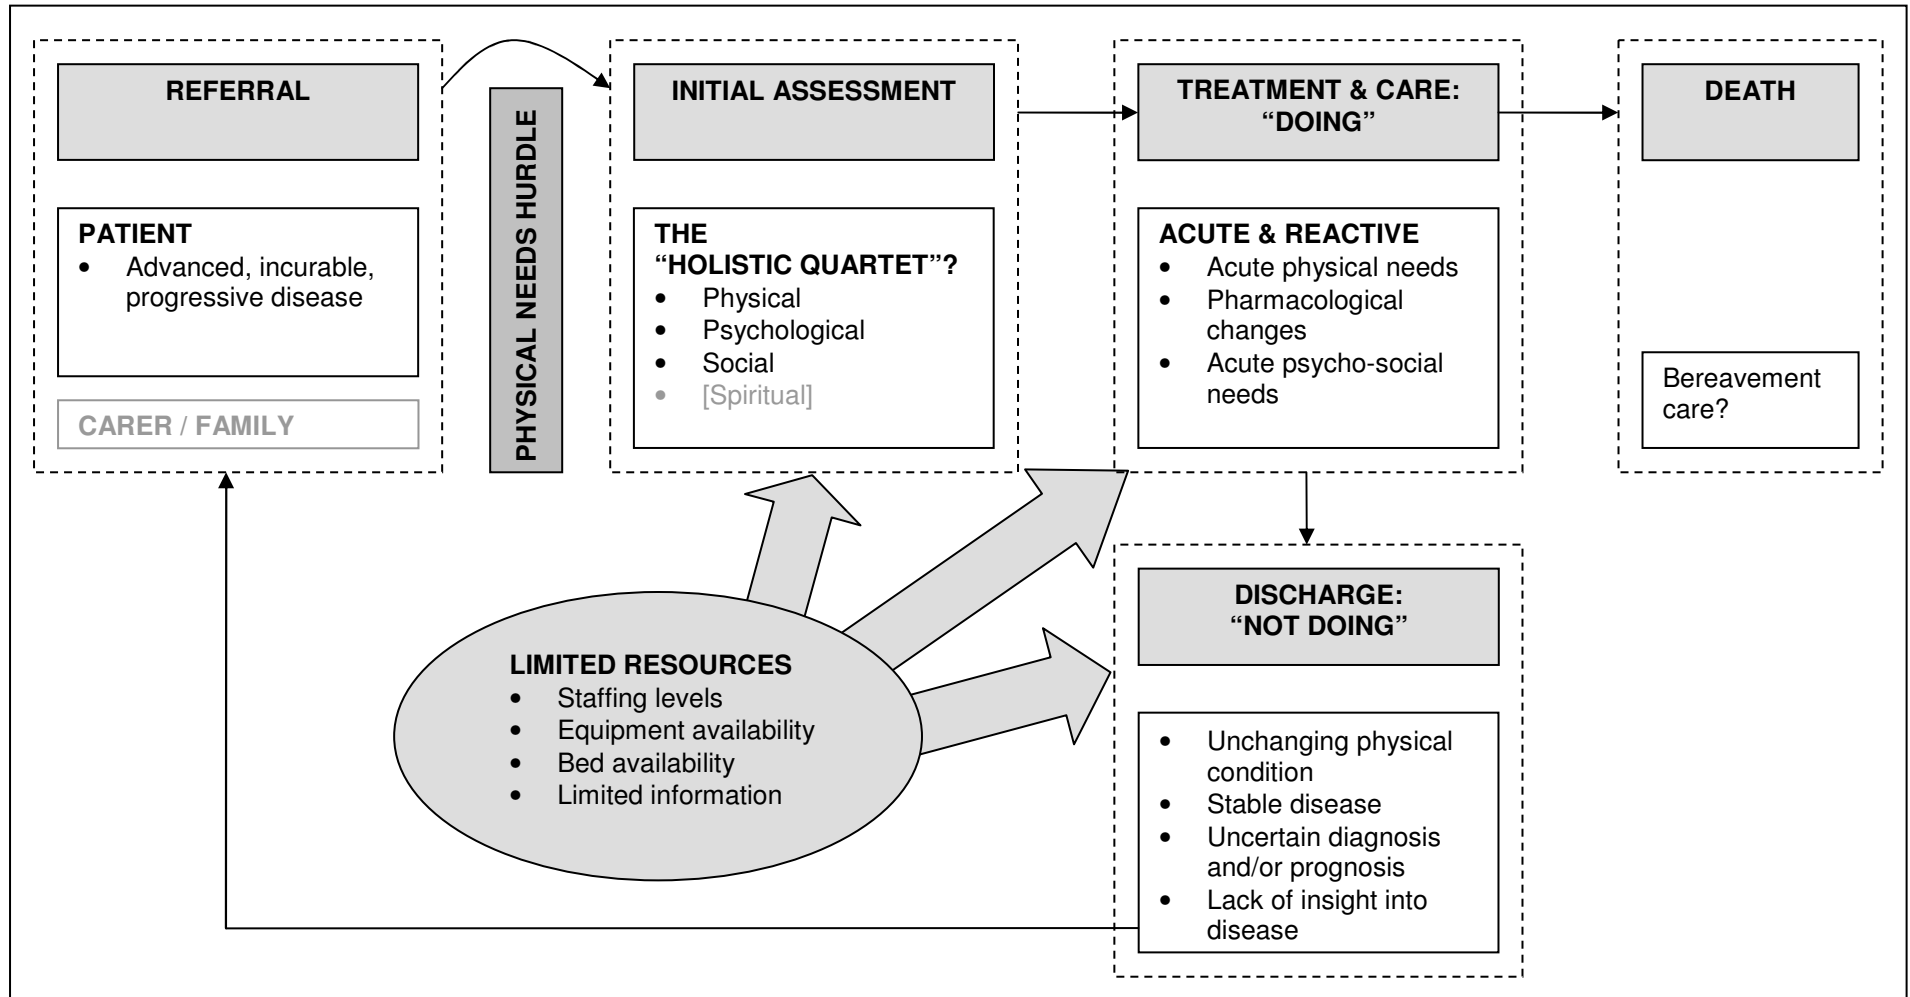 REFERRAL
PATIENT
• Advanced, incurable,
progressive disease
CARER / FAMILY
PHYSICAL NEEDS HURDLE
INITIAL ASSESSMENT
THE
“HOLISTIC QUARTET”?
• Physical
• Psychological
• Social
• [Spiritual]
TREATMENT & CARE:
“DOING”
ACUTE & REACTIVE
• Acute physical needs
• Pharmacological
changes
• Acute psycho-social
needs
DEATH
Bereavement
care?
LIMITED RESOURCES
• Staffing levels
• Equipment availability
• Bed availability
• Limited information
DISCHARGE:
“NOT DOING”
• Unchanging physical
condition
• Stable disease
• Uncertain diagnosis
and/or prognosis
• Lack of insight into
disease